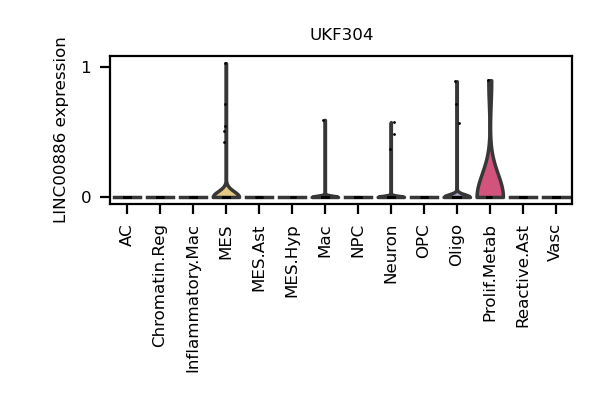 UKF304
LINC00886 expression
1
0
AC
Chromatin.Reg
Inflammatory.Mac
MES
MES.Ast
MES.Hyp
Mac
NPC
Neuron
OPC
Oligo
Prolif.Metab
Reactive.Ast
Vasc